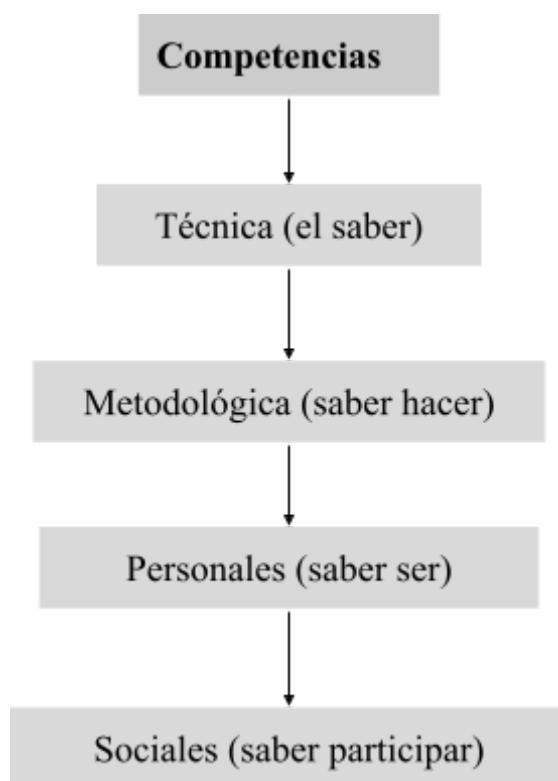 Competencias
Técnica (el saber)
Metodológica (saber hacer)
Personales (saber ser)
Sociales (saber participar)